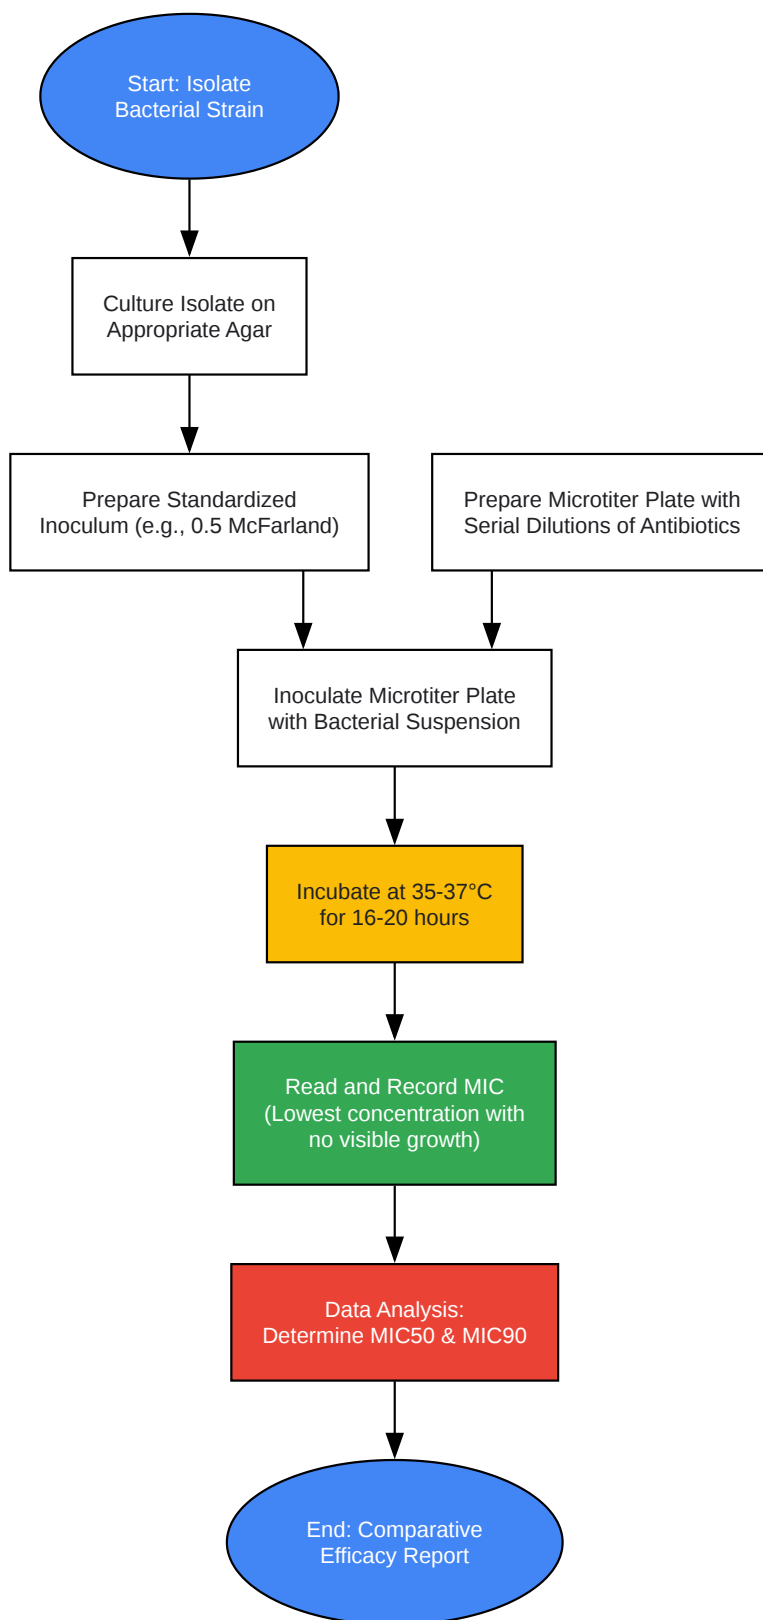 Start: Isolate
Bacterial Strain
Culture Isolate on
Appropriate Agar
Prepare Standardized
Inoculum (e.g., 0.5 McFarland)
Prepare Microtiter Plate with
Serial Dilutions of Antibiotics
Inoculate Microtiter Plate
with Bacterial Suspension
Incubate at 35-37°C
for 16-20 hours
Read and Record MIC
(Lowest concentration with
no visible growth)
Data Analysis:
Determine MIC50 & MIC90
End: Comparative
Efficacy Report